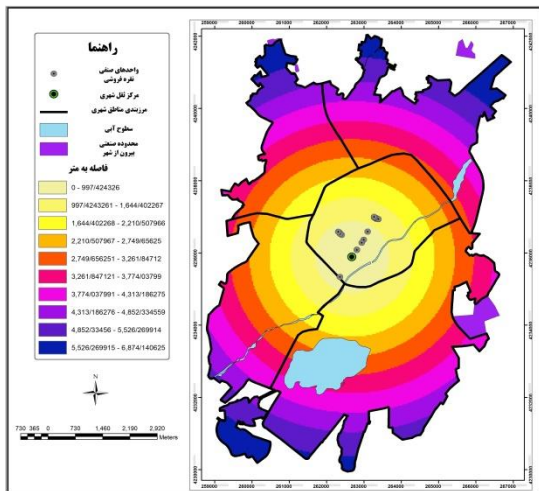 راهنما
واحدهای صنفی
نقره فروشی
مرکز ثقل شهری
مرزبندی مناطق شهری
سطوح آبی
محدوده صنعتی
بیرون از شهر
فاصله به متر
0 - 997/424326
997/4243261 - 1,644/402267
1,644/402268 - 2,210/507966
2,210/507967 - 2,749/65625
2,749/656251 - 3,261/84712
3,261/847121 - 3,774/03799
3,774/037991 - 4,313/186275
4,313/186276 - 4,852/334559
4,852/33456 - 5,526/269914
5,526/269915 - 6,874/140625
N
730 365 0 730 1,460 2,190 2,920
Meters